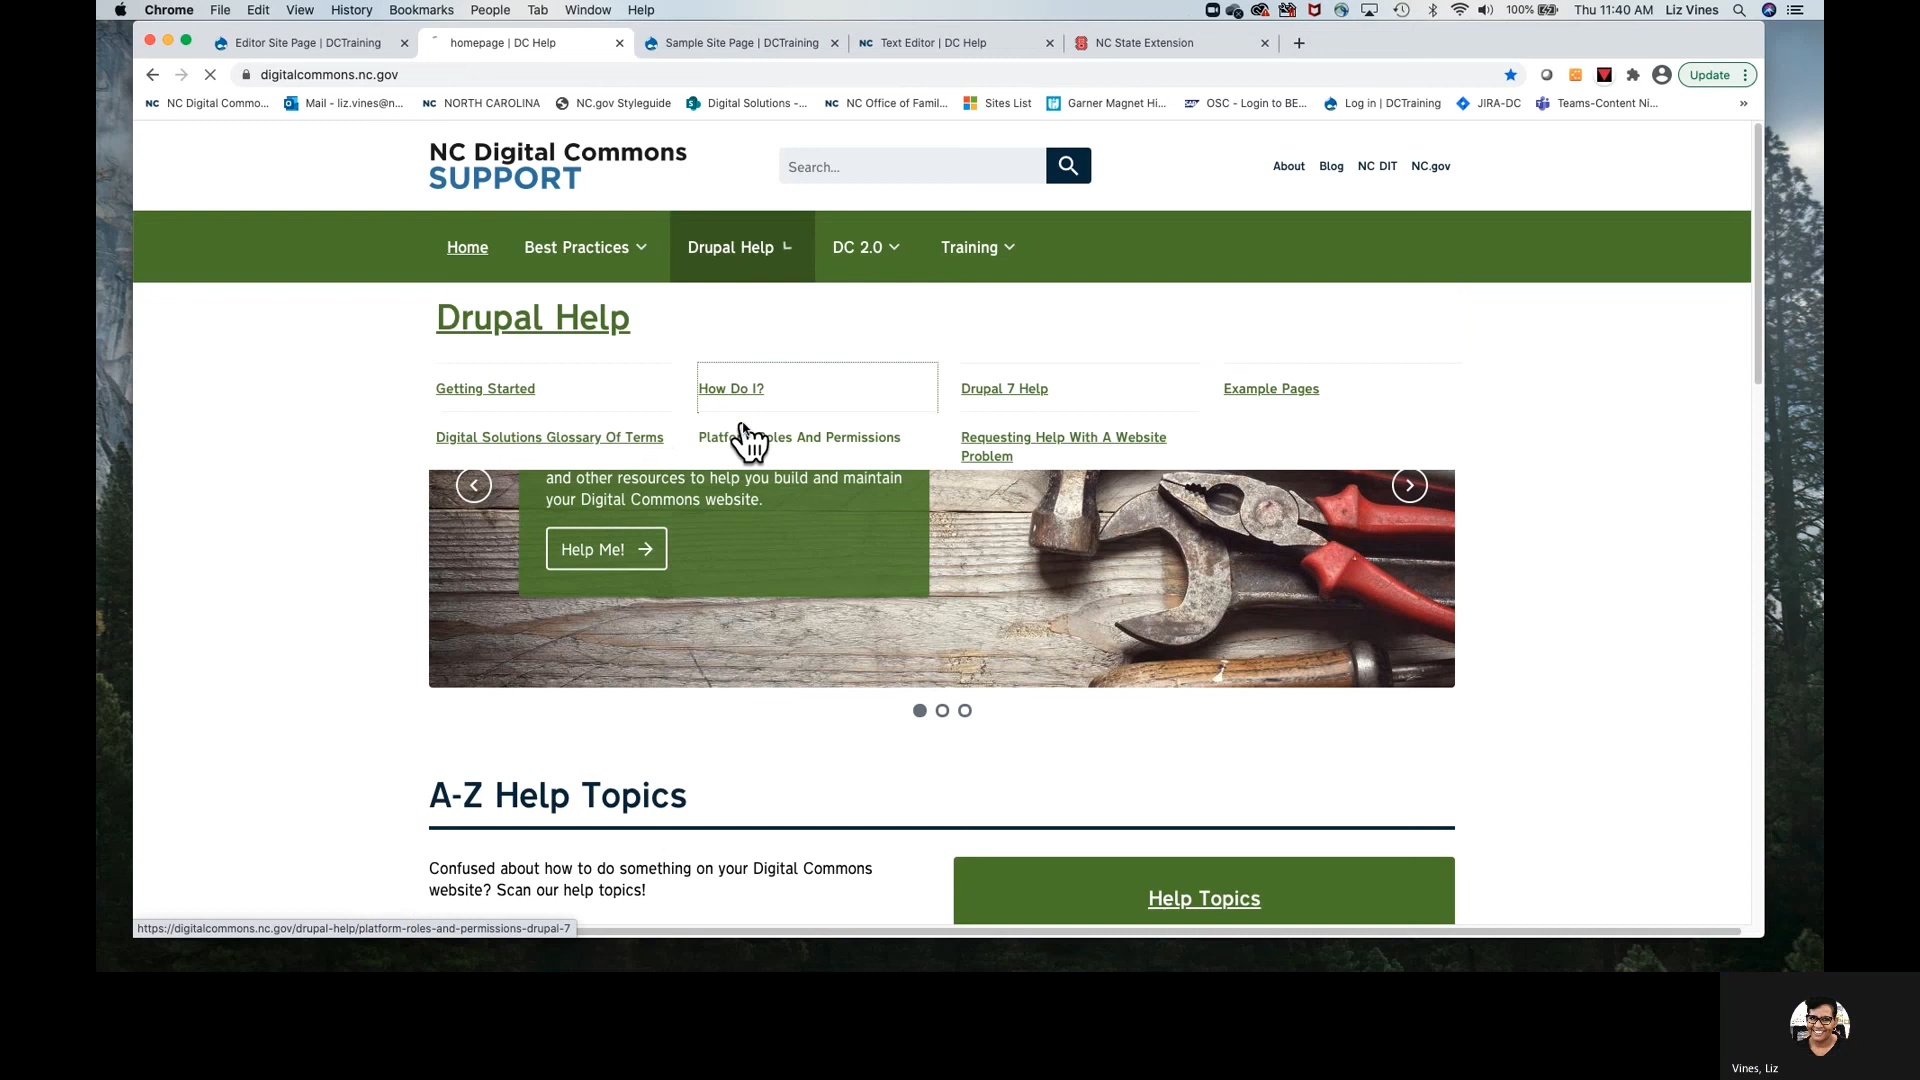 Chrome File Edit View History Bookmarks People Tab Window Help 100% Thu 11:40 AM Liz Vines
Editor Site Page | DCTraining homepage | DC Help Sample Site Page | DCTraining NC Text Editor | DC Help NC State Extension
digitalcommons.nc.gov Update
NC NC Digital Commo... Mail - liz.vines@n... NC NORTH CAROLINA NC.gov Styleguide Digital Solutions -... NC NC Office of Famil... Sites List Garner Magnet Hi... OSC - Login to BE... Log in | DCTraining JIRA-DC Teams-Content Ni... »
NC Digital Commons
SUPPORT
Search...
About Blog NC DIT NC.gov
Home Best Practices Drupal Help DC 2.0 Training
Drupal Help
Getting Started How Do I? Drupal 7 Help Example Pages
Digital Solutions Glossary Of Terms And Permissions Requesting Help With A Website
Problem
and other resources to help you build and maintain
your Digital Commons website.
Help Me!
A-Z Help Topics
Confused about how to do something on your Digital Commons
website? Scan our help topics!
Help Topics
https://digitalcommons.nc.gov/drupal-help/platform-roles-and-permissions-drupal-7
Vines, Liz